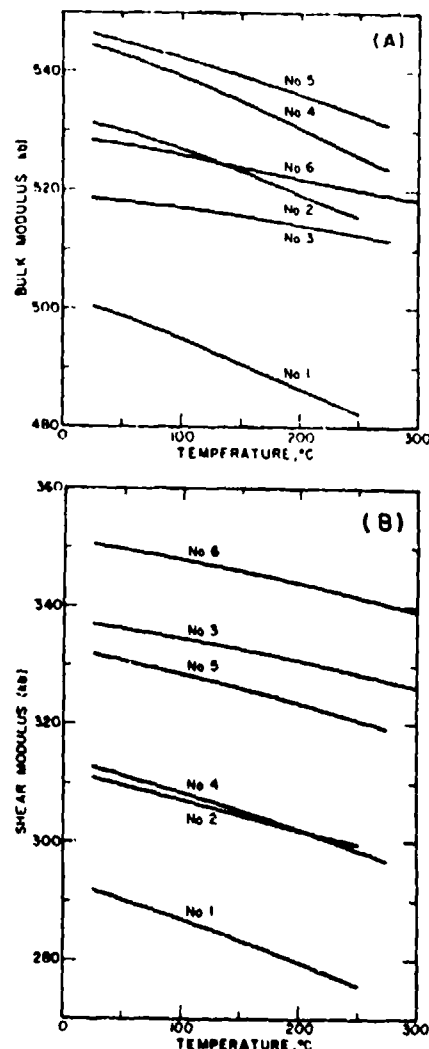 (A)
540
520
500
480
BULK MODULUS kb)
No 5
No 4
No 6
No 2
No 3
No 1
0 100 200 300
TEMPERATURE, °C
(B)
360
340
320
300
280
SHEAR MODULUS (kB)
No 6
No 3
No 5
No 4
No 2
No 1
0 100 200 300
TEMPERATURE, °C